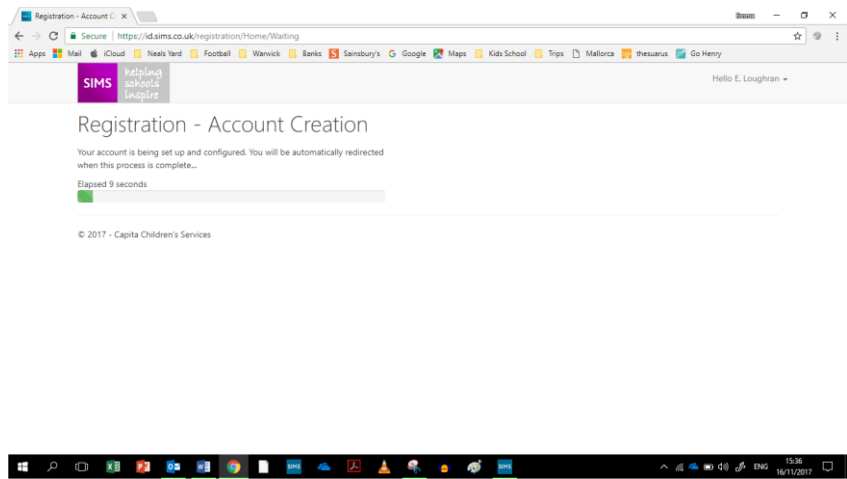 Registration - Account C
Secure | https://id.sims.co.uk/registration/Home/Waiting
Apps Mail iCloud Neals Yard Football Warwick Banks Sainsbury's Google Maps Kids School Trips Mallorca thesuarus Go Henry
SIMS
helping
schools
inspire
Hello E. Loughran
Registration - Account Creation
Your account is being set up and configured. You will be automatically redirected
when this process is complete...
Elapsed 9 seconds
© 2017 - Capita Children's Services
SIMS
SIMS
ENG
15:36
16/11/2017